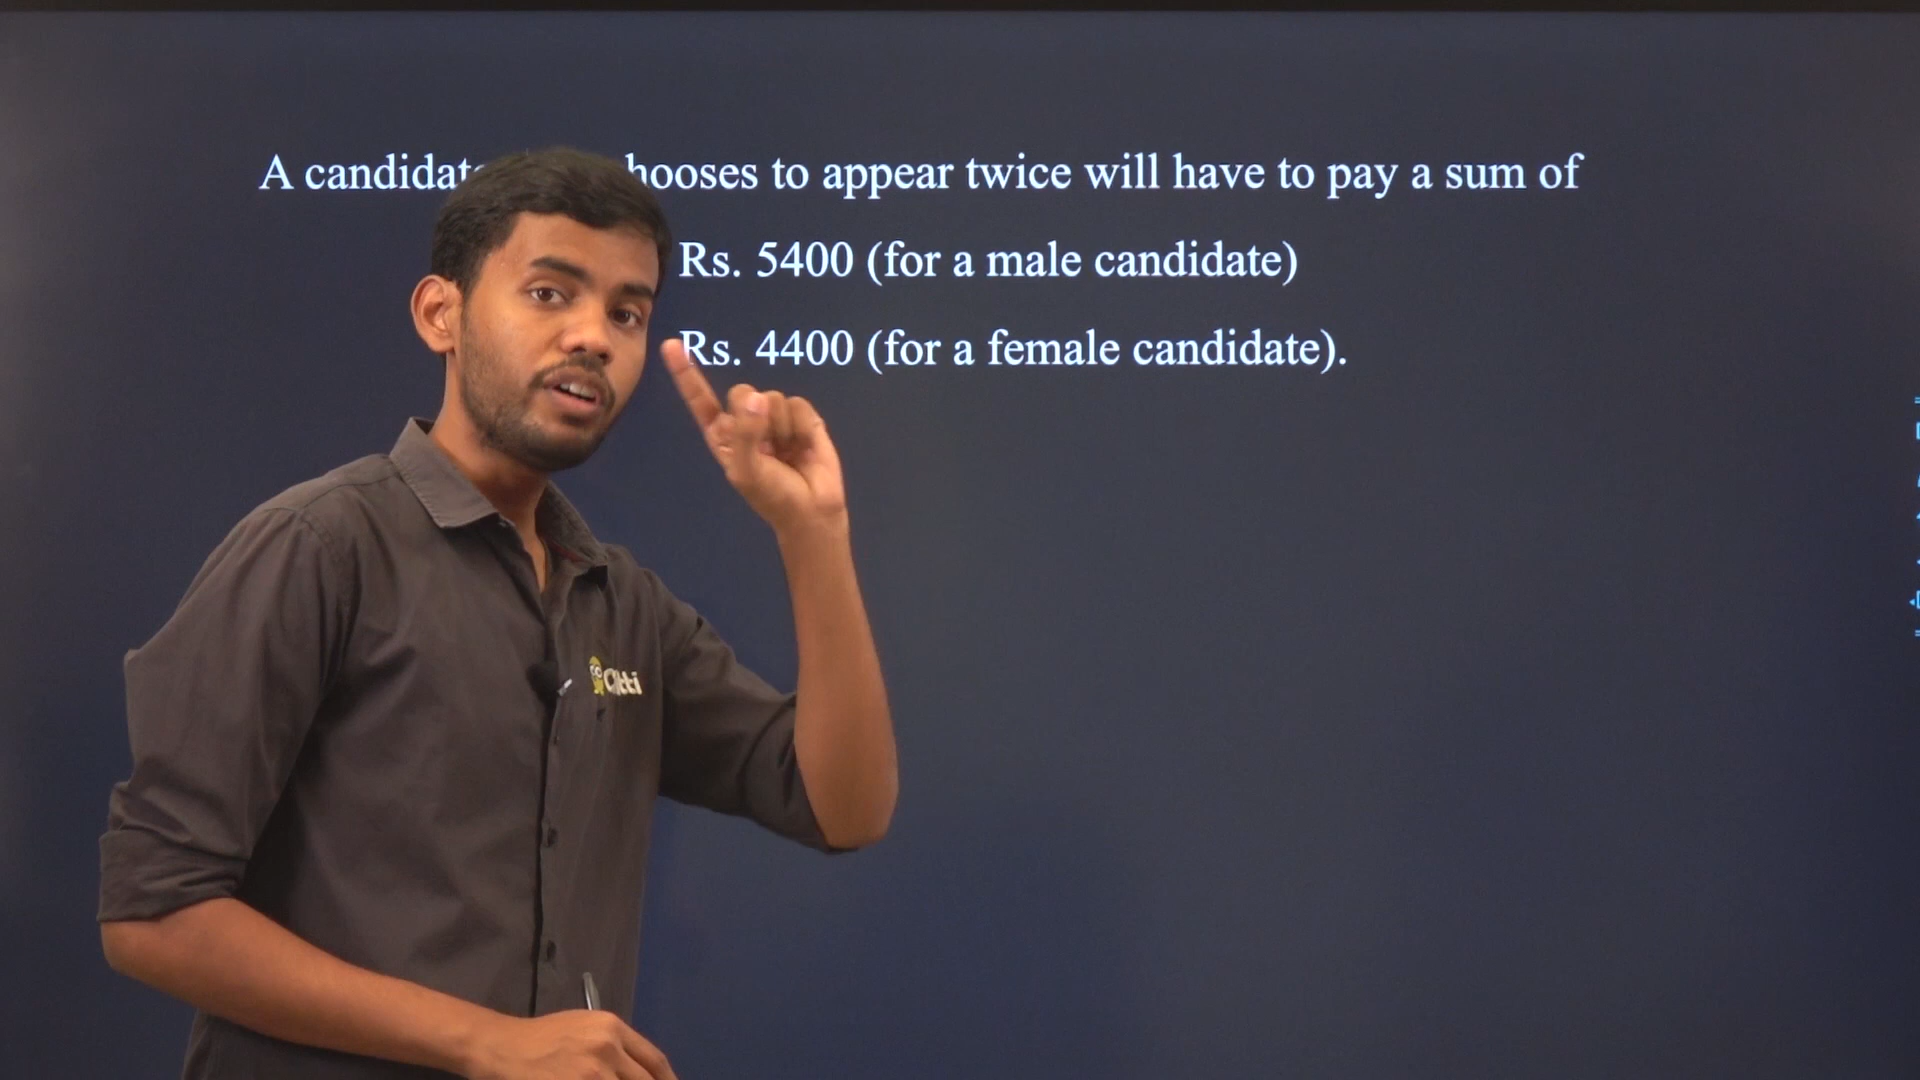 A candidate hooses to appear twice will have to pay a sum of
Rs. 5400 (for a male candidate)
Rs. 4400 (for a female candidate).